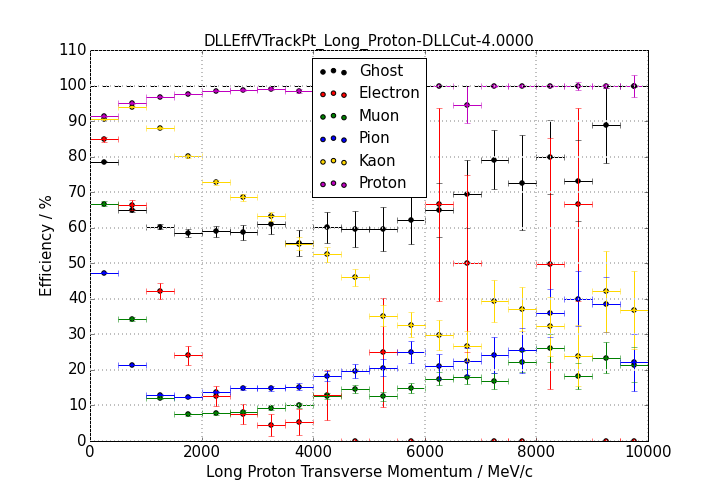 DLLEffVTrackPt_Long_Proton-DLLCut-4.0000
110
100
90
80
70
60
50
40
30
20
10
0
Efficiency / %
Ghost
Electron
Muon
Pion
Kaon
Proton
0 2000 4000 6000 8000 10000
Long Proton Transverse Momentum / MeV/c